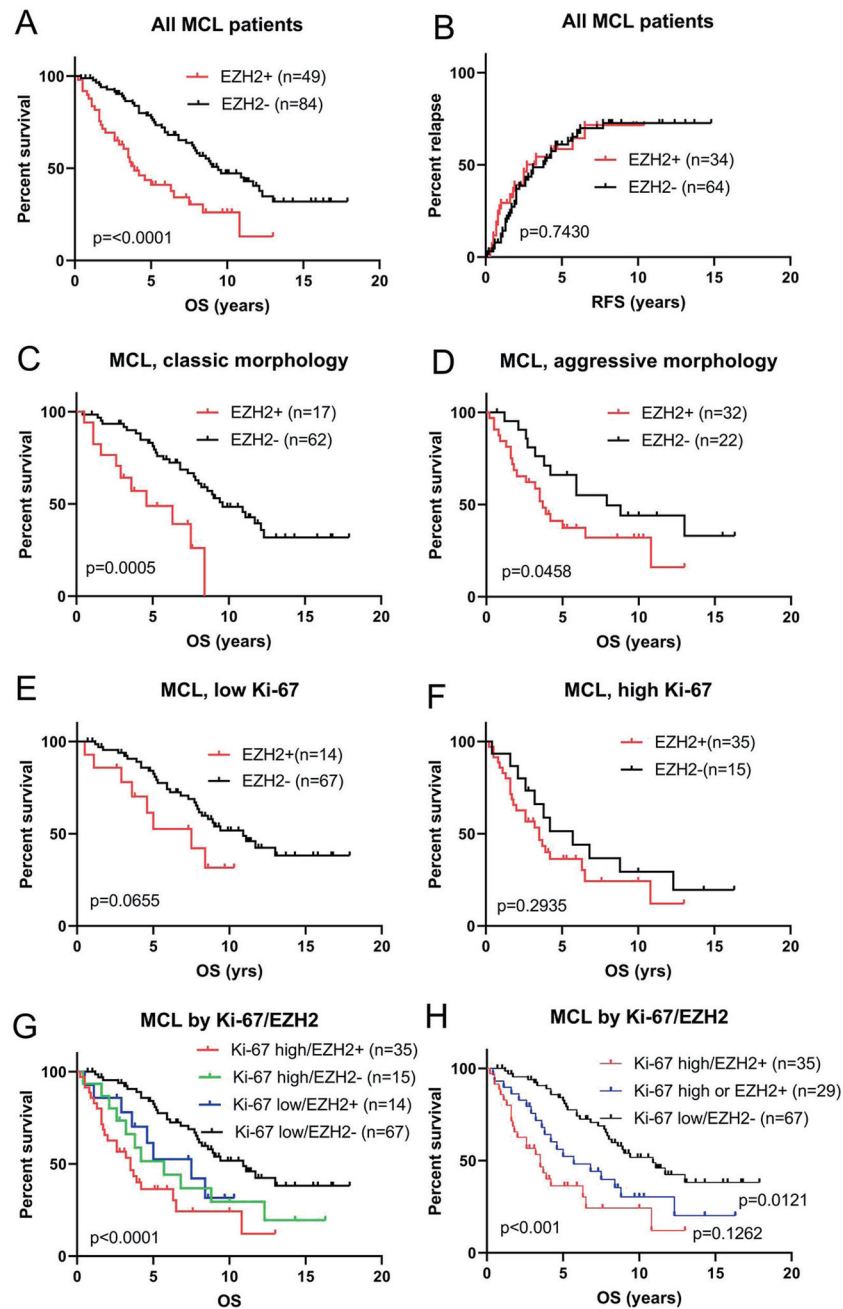 A
All MCL patients
Percent survival
100
50
0
EZH2+ (n=49)
EZH2- (n=84)
p=<0.0001
0 5 10 15 20
OS (years)
B
All MCL patients
Percent relapse
100
50
0
EZH2+ (n=34)
EZH2- (n=64)
p=0.7430
0 5 10 15 20
RFS (years)
C
MCL, classic morphology
Percent survival
100
50
0
EZH2+ (n=17)
EZH2- (n=62)
p=0.0005
0 5 10 15 20
OS (years)
D
MCL, aggressive morphology
Percent survival
100
50
0
EZH2+ (n=32)
EZH2- (n=22)
p=0.0458
0 5 10 15 20
OS (years)
E
MCL, low Ki-67
Percent survival
100
50
0
EZH2+(n=14)
EZH2- (n=67)
p=0.0655
0 5 10 15 20
OS (yrs)
F
MCL, high Ki-67
Percent survival
100
50
0
EZH2+(n=35)
EZH2-(n=15)
p=0.2935
0 5 10 15 20
OS (yrs)
G
MCL by Ki-67/EZH2
Percent survival
100
50
0
Ki-67 high/EZH2+ (n=35)
Ki-67 high/EZH2- (n=15)
Ki-67 low/EZH2+ (n=14)
Ki-67 low/EZH2- (n=67)
p<0.0001
0 5 10 15 20
OS
H
MCL by Ki-67/EZH2
Percent survival
100
50
0
Ki-67 high/EZH2+ (n=35)
Ki-67 high or EZH2+ (n=29)
Ki-67 low/EZH2- (n=67)
p=0.0121
p<0.001
p=0.1262
0 5 10 15 20
OS (years)